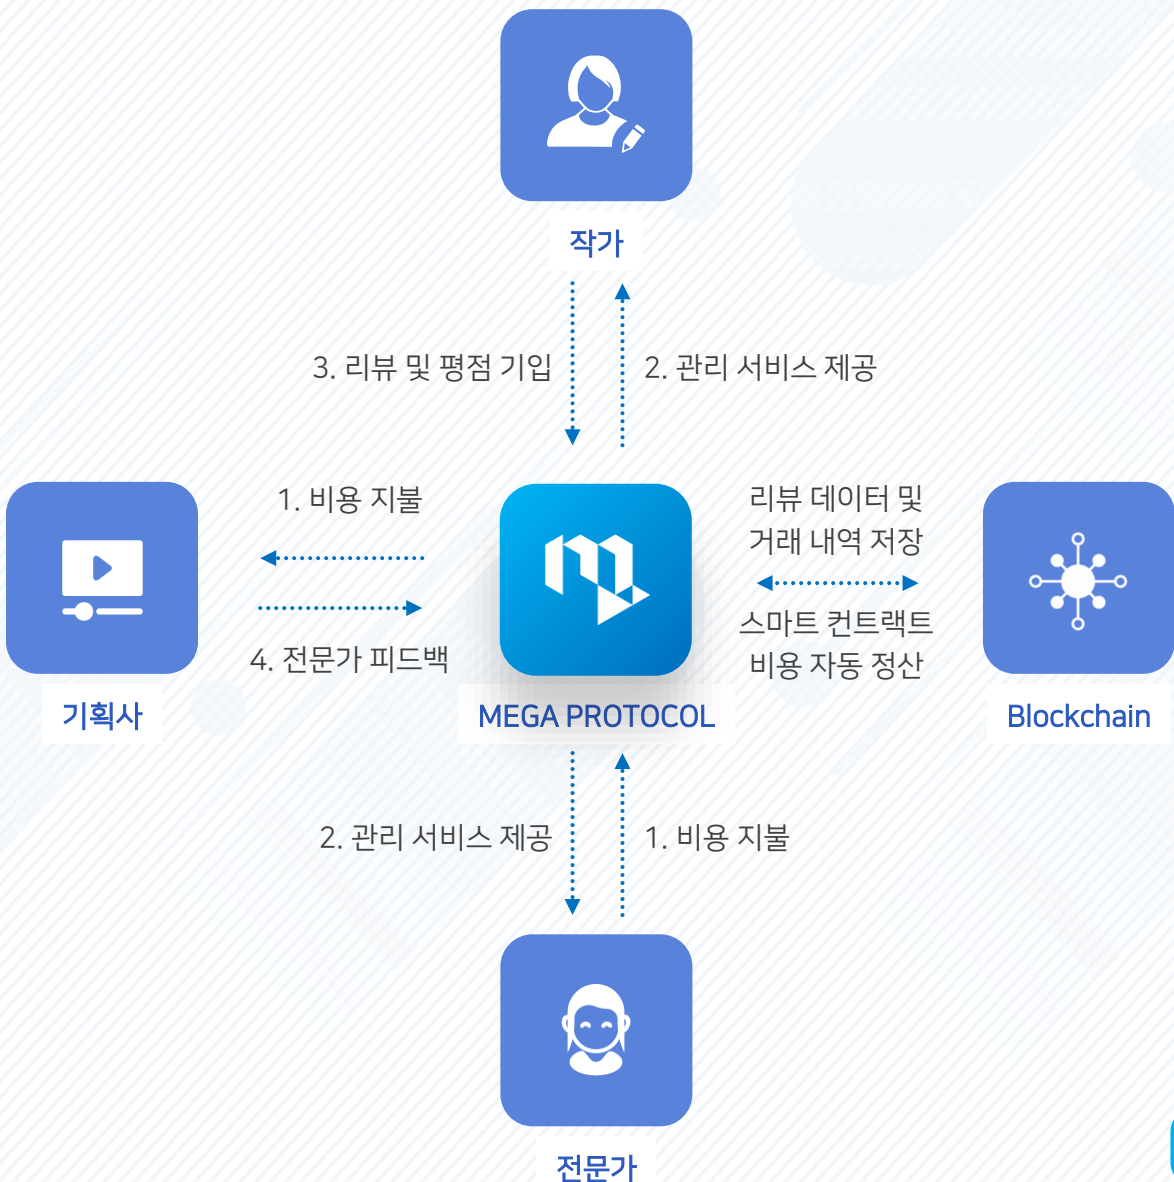 작가
3. 리뷰 및 평점 기입
2. 관리 서비스 제공
1. 비용 지불
4. 전문가 피드백
기획사
MEGA PROTOCOL
리뷰 데이터 및
거래 내역 저장
스마트 컨트랙트
비용 자동 정산
Blockchain
2. 관리 서비스 제공
1. 비용 지불
전문가